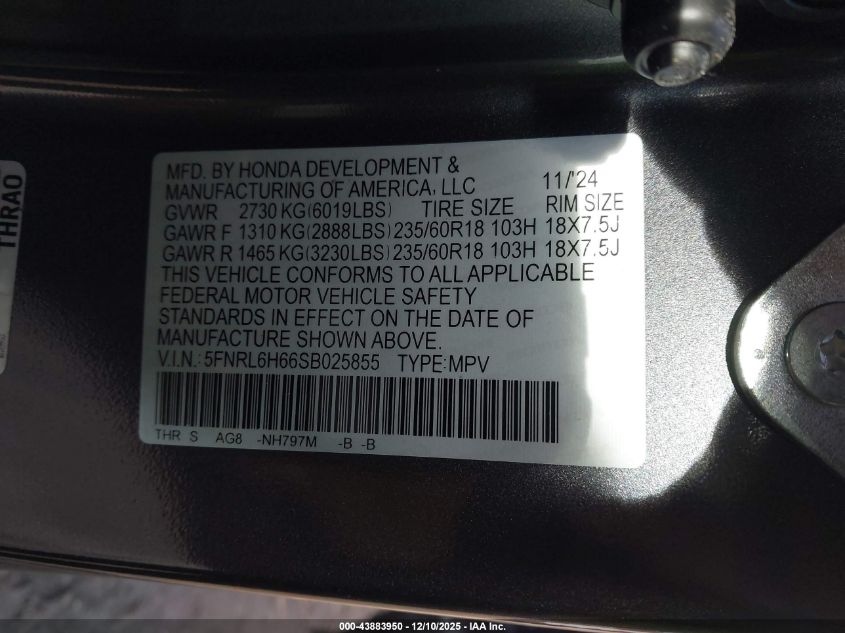 MFD. BY HONDA DEVELOPMENT &
MANUFACTURING OF AMERICA, LLC 11/'24
GVWR 2730 KG(6019LBS) TIRE SIZE RIM SIZE
GAWR F 1310 KG(2888LBS) 235/60R18 103H 18X7.5J
GAWR R 1465 KG(3230LBS) 235/60R18 103H 18X7.5J
THIS VEHICLE CONFORMS TO ALL APPLICABLE
FEDERAL MOTOR VEHICLE SAFETY
STANDARDS IN EFFECT ON THE DATE OF
MANUFACTURE SHOWN ABOVE.
V.I.N.: 5FNRL6H66SB025855 TYPE:MPV
THR S AG8 -NH797M -B -B
THRAO
000-43883950 - 12/10/2025 - IAA Inc.